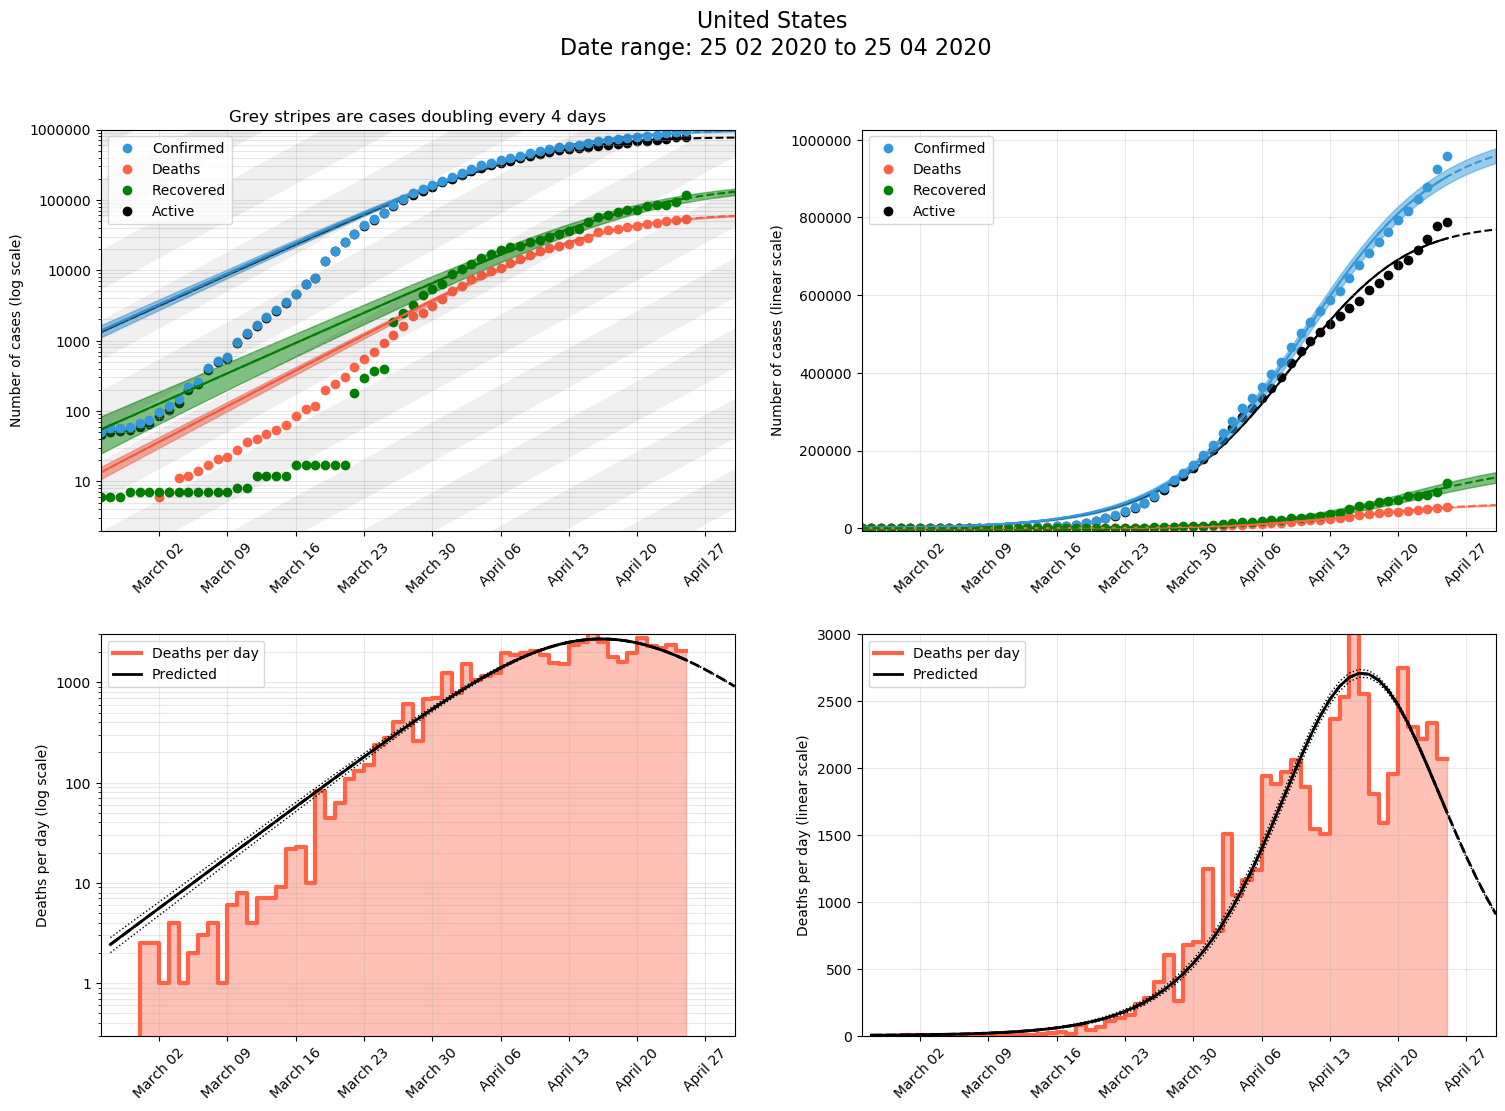 United States
Date range: 25 02 2020 to 25 04 2020
Grey stripes are cases doubling every 4 days
Number of cases (log scale)
1000000
100000
10000
1000
100
10
Confirmed
Deaths
Recovered
Active
March 02
March 09
March 16
March 23
March 30
April 06
April 13
April 20
April 27
Number of cases (linear scale)
1000000
800000
600000
400000
200000
0
Confirmed
Deaths
Recovered
Active
March 02
March 09
March 16
March 23
March 30
April 06
April 13
April 20
April 27
Deaths per day (log scale)
1000
100
10
1
Deaths per day
Predicted
March 02
March 09
March 16
March 23
March 30
April 06
April 13
April 20
April 27
Deaths per day (linear scale)
3000
2500
2000
1500
1000
500
0
Deaths per day
Predicted
March 02
March 09
March 16
March 23
March 30
April 06
April 13
April 20
April 27